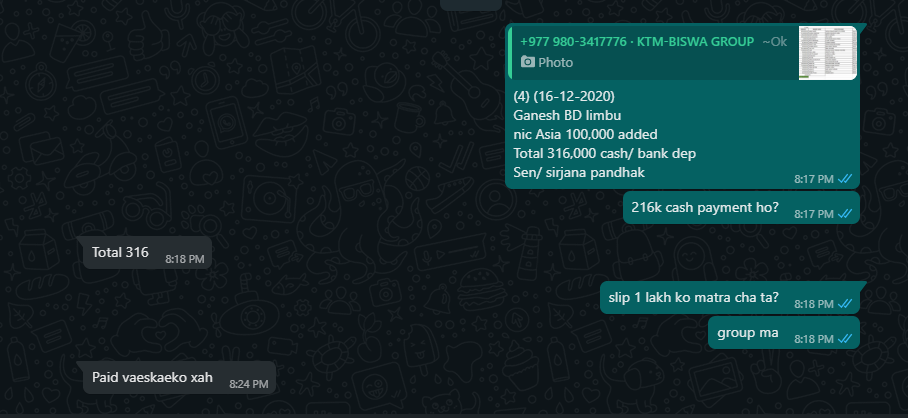 +977 980-3417776 · KTM-BISWA GROUP ~Ok
Photo
(4) (16-12-2020)
Ganesh BD limbu
nic Asia 100,000 added
Total 316,000 cash/ bank dep
Sen/ sirjana pandhak
8:17 PM
216k cash payment ho?
8:17 PM
Total 316
8:18 PM
slip 1 lakh ko matra cha ta?
8:18 PM
group ma
8:18 PM
Paid vaeskaeko xah
8:24 PM